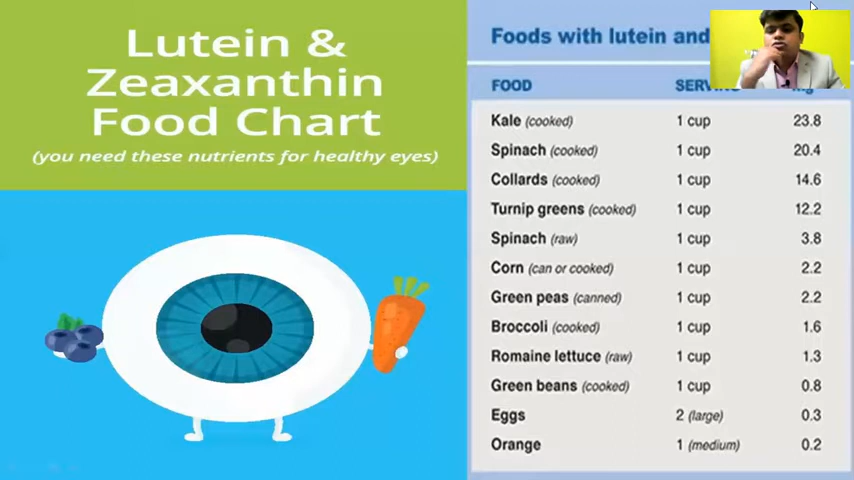 Lutein &
Zeaxanthin
Food Chart
(you need these nutrients for healthy eyes)
Foods with lutein and
FOOD SERVING mg
Kale (cooked) 1 cup 23.8
Spinach (cooked) 1 cup 20.4
Collards (cooked) 1 cup 14.6
Turnip greens (cooked) 1 cup 12.2
Spinach (raw) 1 cup 3.8
Corn (can or cooked) 1 cup 2.2
Green peas (canned) 1 cup 2.2
Broccoli (cooked) 1 cup 1.6
Romaine lettuce (raw) 1 cup 1.3
Green beans (cooked) 1 cup 0.8
Eggs 2 (large) 0.3
Orange 1 (medium) 0.2